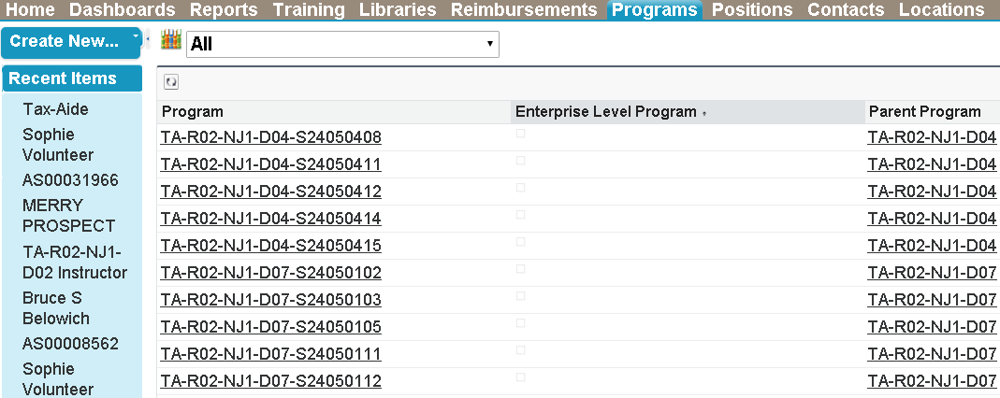 Home Dashboards Reports Training Libraries Reimbursements Programs Positions Contacts Locations
Create New...
All
Recent Items
Tax-Aide
Sophie
Volunteer
AS00031966
MERRY
PROSPECT
TA-R02-NJ1-
D02 Instructor
Bruce S
Belowich
AS00008562
Sophie
Volunteer
Program Enterprise Level Program Parent Program
TA-R02-NJ1-D04-S24050408 TA-R02-NJ1-D04
TA-R02-NJ1-D04-S24050411 TA-R02-NJ1-D04
TA-R02-NJ1-D04-S24050412 TA-R02-NJ1-D04
TA-R02-NJ1-D04-S24050414 TA-R02-NJ1-D04
TA-R02-NJ1-D04-S24050415 TA-R02-NJ1-D04
TA-R02-NJ1-D07-S24050102 TA-R02-NJ1-D07
TA-R02-NJ1-D07-S24050103 TA-R02-NJ1-D07
TA-R02-NJ1-D07-S24050105 TA-R02-NJ1-D07
TA-R02-NJ1-D07-S24050111 TA-R02-NJ1-D07
TA-R02-NJ1-D07-S24050112 TA-R02-NJ1-D07